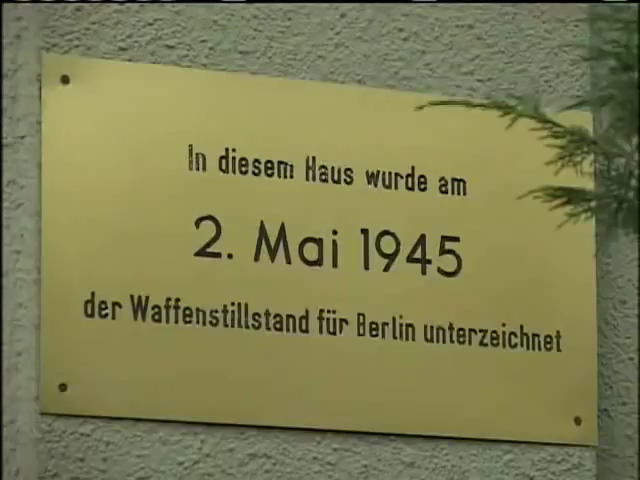 In diesem Haus wurde am
2. Mai 1945
der Waffenstillstand für Berlin unterzeichnet